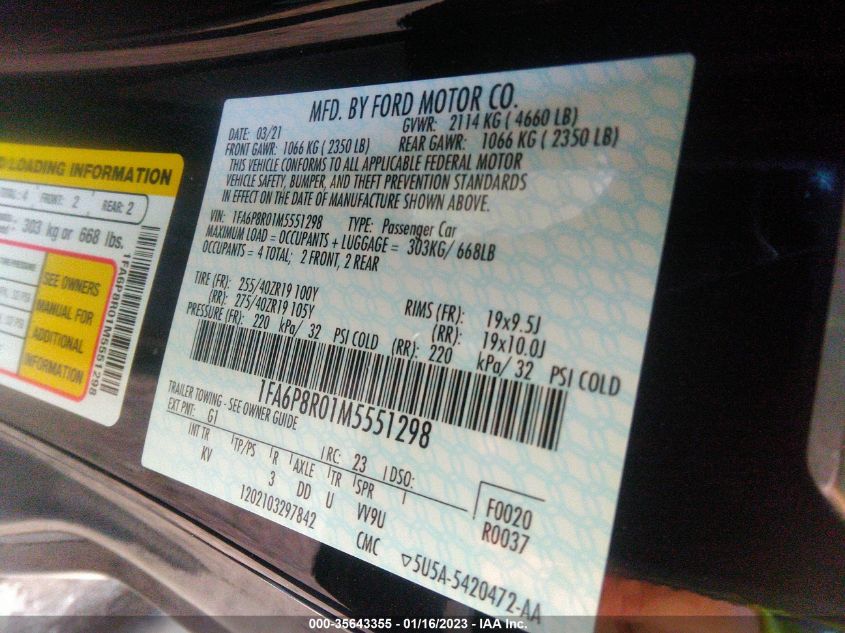 D LOADING INFORMATION
TOTAL: 4 FRONT: 2 REAR: 2
303 kg or 668 lbs.
SEE OWNERS
MANUAL FOR
ADDITIONAL
INFORMATION
1FA6P8R01M5551298
MFD. BY FORD MOTOR CO.
DATE: 03/21 GVWR: 2114 KG ( 4660 LB)
FRONT GAWR: 1066 KG ( 2350 LB) REAR GAWR: 1066 KG ( 2350 LB)
THIS VEHICLE CONFORMS TO ALL APPLICABLE FEDERAL MOTOR
VEHICLE SAFETY, BUMPER, AND THEFT PREVENTION STANDARDS
IN EFFECT ON THE DATE OF MANUFACTURE SHOWN ABOVE.
VIN: 1FA6P8R01M5551298 TYPE: Passenger Car
MAXIMUM LOAD = OCCUPANTS + LUGGAGE = 303KG/ 668LB
OCCUPANTS = 4 TOTAL; 2 FRONT, 2 REAR
TIRE (FR): 255/40ZR19 100Y RIMS (FR): 19x9.5J
(RR): 275/40ZR19 105Y (RR): 19x10.0J
PRESSURE (FR): 220 kPa/ 32 PSI COLD (RR): 220 kPa/ 32 PSI COLD
1FA6P8R01M5551298
TRAILER TOWING - SEE OWNER GUIDE
EXT PNT: G1 RC: 23 DSO:
INT TR TP/PS R AXLE TR SPR
KV 3 DD U VV9U
1202103297842 CMC
F0020
R0037
5U5A-5420472-AA
000-35643355 - 01/16/2023 - IAA Inc.